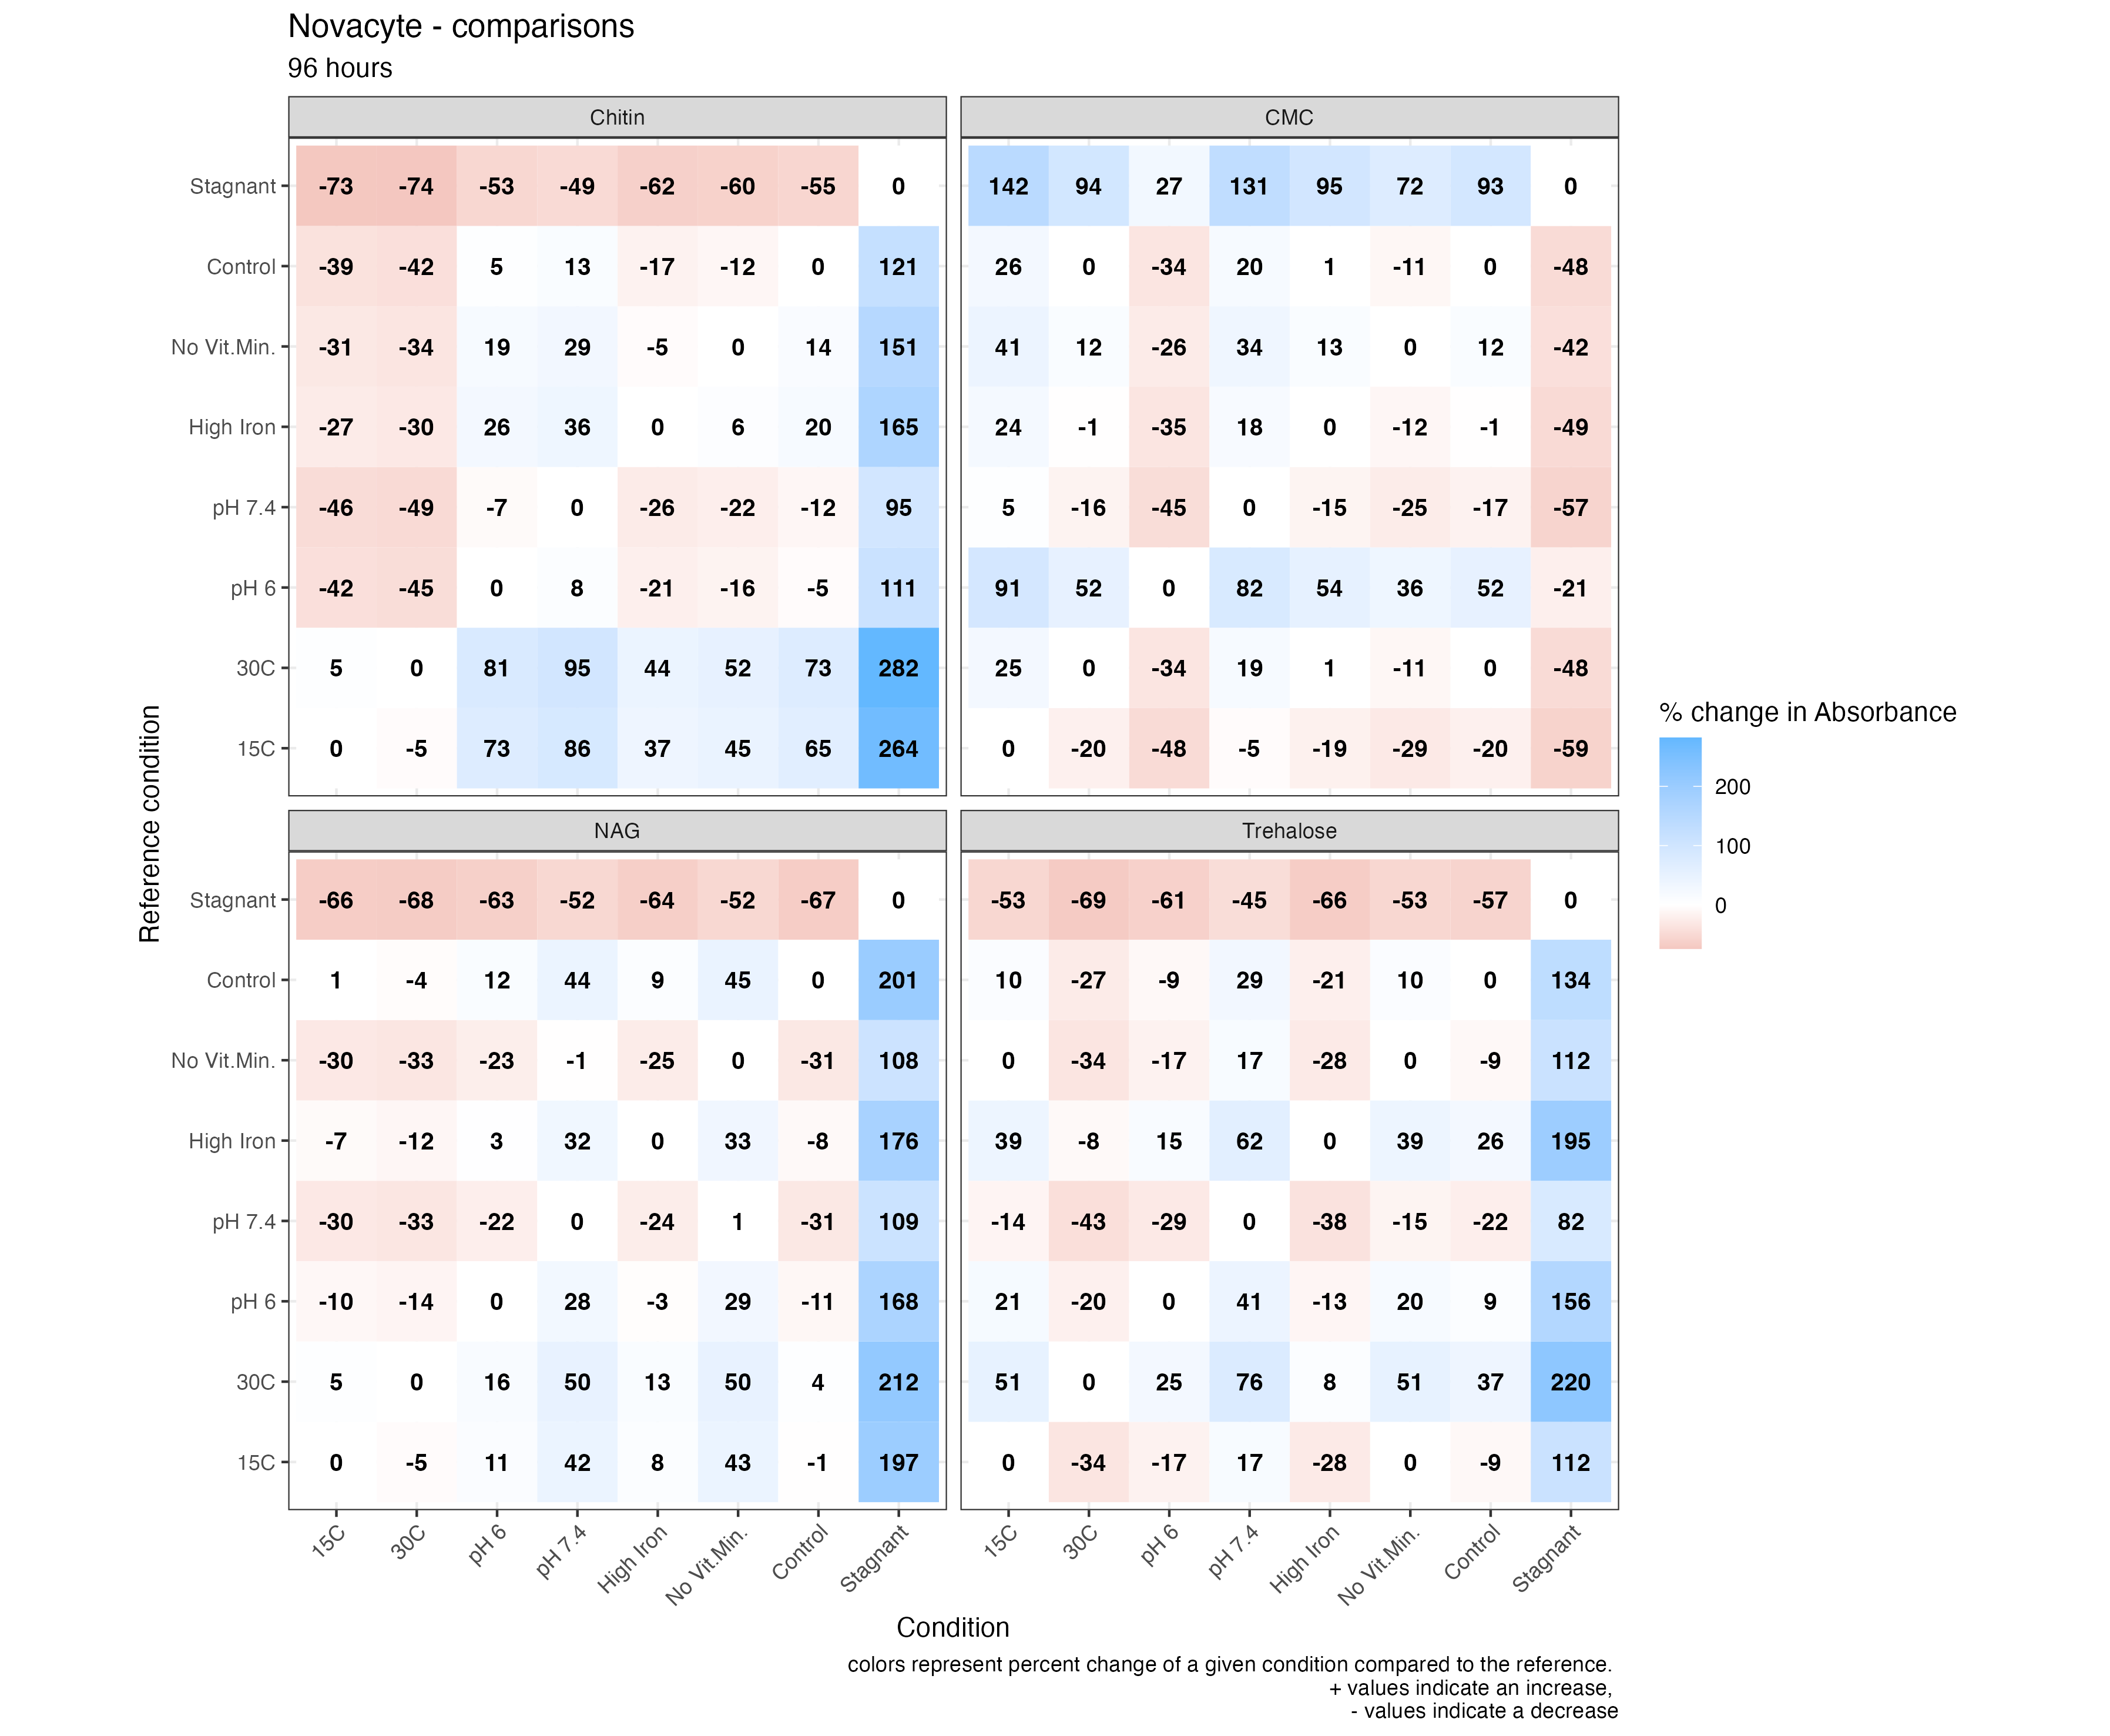 Novacyte - comparisons
96 hours
Chitin
CMC
Stagnant -73 -74 -53 -49 -62 -60 -55 0 142 94 27 131 95 72 93 0
Control -39 -42 5 13 -17 -12 0 121 26 0 -34 20 1 -11 0 -48
No Vit.Min. -31 -34 19 29 -5 0 14 151 41 12 -26 34 13 0 12 -42
High Iron -27 -30 26 36 0 6 20 165 24 -1 -35 18 0 -12 -1 -49
pH 7.4 -46 -49 -7 0 -26 -22 -12 95 5 -16 -45 0 -15 -25 -17 -57
pH 6 -42 -45 0 8 -21 -16 -5 111 91 52 0 82 54 36 52 -21
30C 5 0 81 95 44 52 73 282 25 0 -34 19 1 -11 0 -48
15C 0 -5 73 86 37 45 65 264 0 -20 -48 -5 -19 -29 -20 -59
NAG
Trehalose
Stagnant -66 -68 -63 -52 -64 -52 -67 0 -53 -69 -61 -45 -66 -53 -57 0
Control 1 -4 12 44 9 45 0 201 10 -27 -9 29 -21 10 0 134
No Vit.Min. -30 -33 -23 -1 -25 0 -31 108 0 -34 -17 17 -28 0 -9 112
High Iron -7 -12 3 32 0 33 -8 176 39 -8 15 62 0 39 26 195
pH 7.4 -30 -33 -22 0 -24 1 -31 109 -14 -43 -29 0 -38 -15 -22 82
pH 6 -10 -14 0 28 -3 29 -11 168 21 -20 0 41 -13 20 9 156
30C 5 0 16 50 13 50 4 212 51 0 25 76 8 51 37 220
15C 0 -5 11 42 8 43 -1 197 0 -34 -17 17 -28 0 -9 112
15C 30C pH 6 pH 7.4 High Iron No Vit.Min. Control Stagnant 15C 30C pH 6 pH 7.4 High Iron No Vit.Min. Control Stagnant
Reference condition
Condition
% change in Absorbance
200
100
0
colors represent percent change of a given condition compared to the reference.
+ values indicate an increase,
- values indicate a decrease